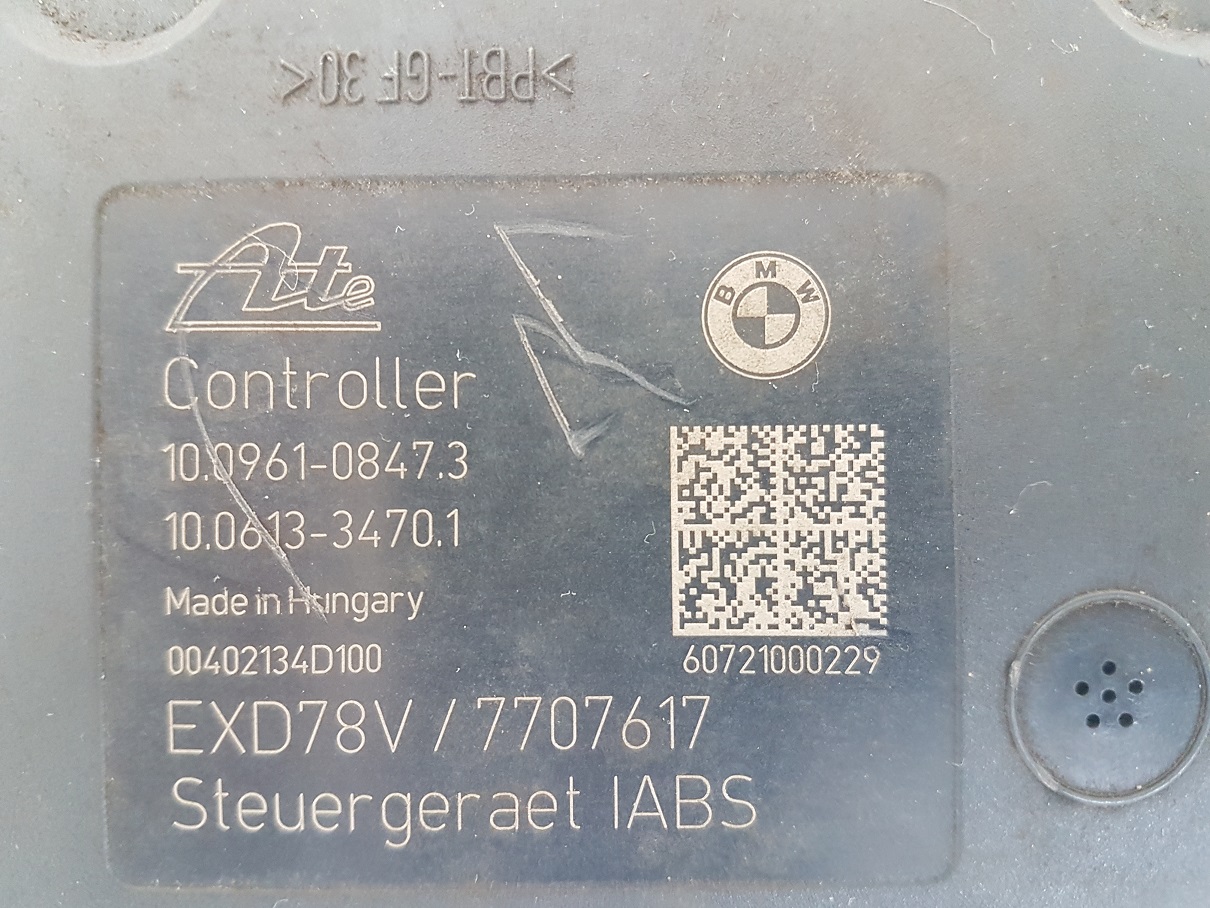 >PBT-GF 30<
Ate
BMW
Controller
10.0961-0847.3
10.0613-3470.1
Made in Hungary
00402134D100
60721000229
EXD78V / 7707617
Steuergeraet IABS